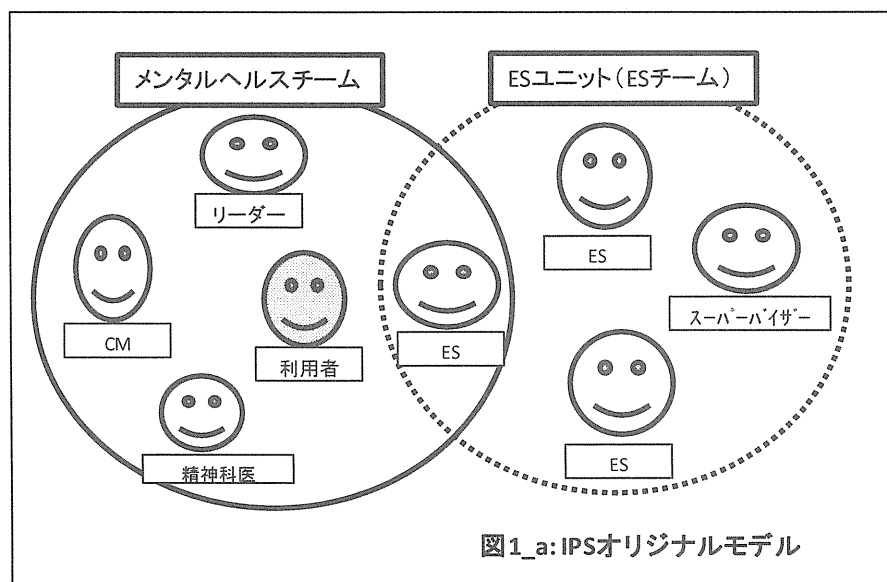 メンタルヘルスチーム
ESユニット(ESチーム)
リーダー
ES
CM
利用者
ES
スーパーバイザー
精神科医
ES
図1_a: IPSオリジナルモデル